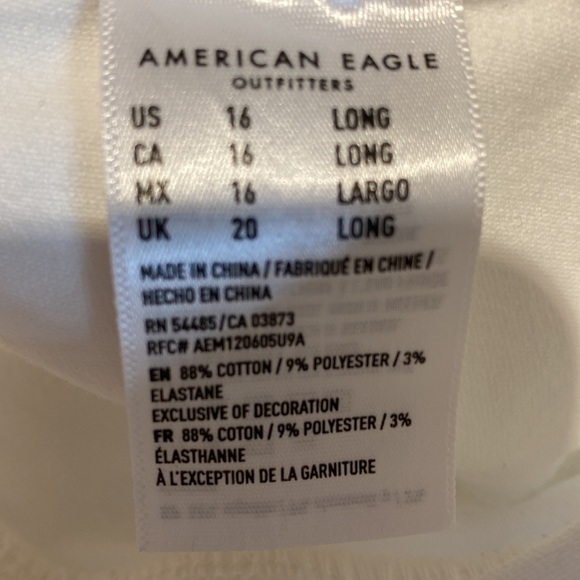 AMERICAN EAGLE
OUTFITTERS
US 16 LONG
CA 16 LONG
MX 16 LARGO
UK 20 LONG
MADE IN CHINA / FABRIQUÉ EN CHINE /
HECHO EN CHINA
RN 54485/CA 03873
RFC# AEM120605U9A
EN 88% COTTON / 9% POLYESTER / 3%
ELASTANE
EXCLUSIVE OF DECORATION
FR 88% COTON / 9% POLYESTER / 3%
ÉLASTHANNE
À L'EXCEPTION DE LA GARNITURE